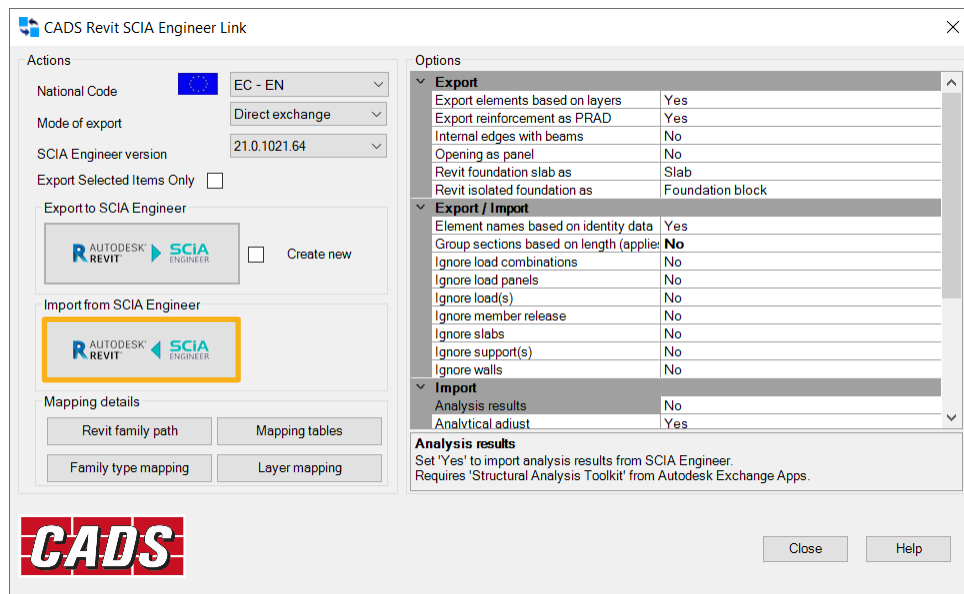 CADS Revit SCIA Engineer Link
Actions
National Code
EC - EN
Mode of export
Direct exchange
SCIA Engineer version
21.0.1021.64
Export Selected Items Only
Export to SCIA Engineer
R AUTODESK® REVIT® SCIA ENGINEER
Create new
Import from SCIA Engineer
R AUTODESK® REVIT® SCIA ENGINEER
Mapping details
Revit family path
Mapping tables
Family type mapping
Layer mapping
Options
Export
Export elements based on layers Yes
Export reinforcement as PRAD Yes
Internal edges with beams No
Opening as panel No
Revit foundation slab as Slab
Revit isolated foundation as Foundation block
Export / Import
Element names based on identity data Yes
Group sections based on length (applies No
Ignore load combinations No
Ignore load panels No
Ignore load(s) No
Ignore member release No
Ignore slabs No
Ignore support(s) No
Ignore walls No
Import
Analysis results No
Analytical adjust Yes
Analysis results
Set 'Yes' to import analysis results from SCIA Engineer.
Requires 'Structural Analysis Toolkit' from Autodesk Exchange Apps.
CADS
Close
Help